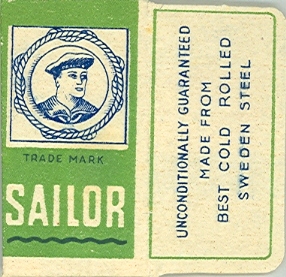 TRADE MARK
SAILOR
UNCONDITIONALLY GUARANTEED
MADE FROM
BEST COLD ROLLED
SWEDEN STEEL